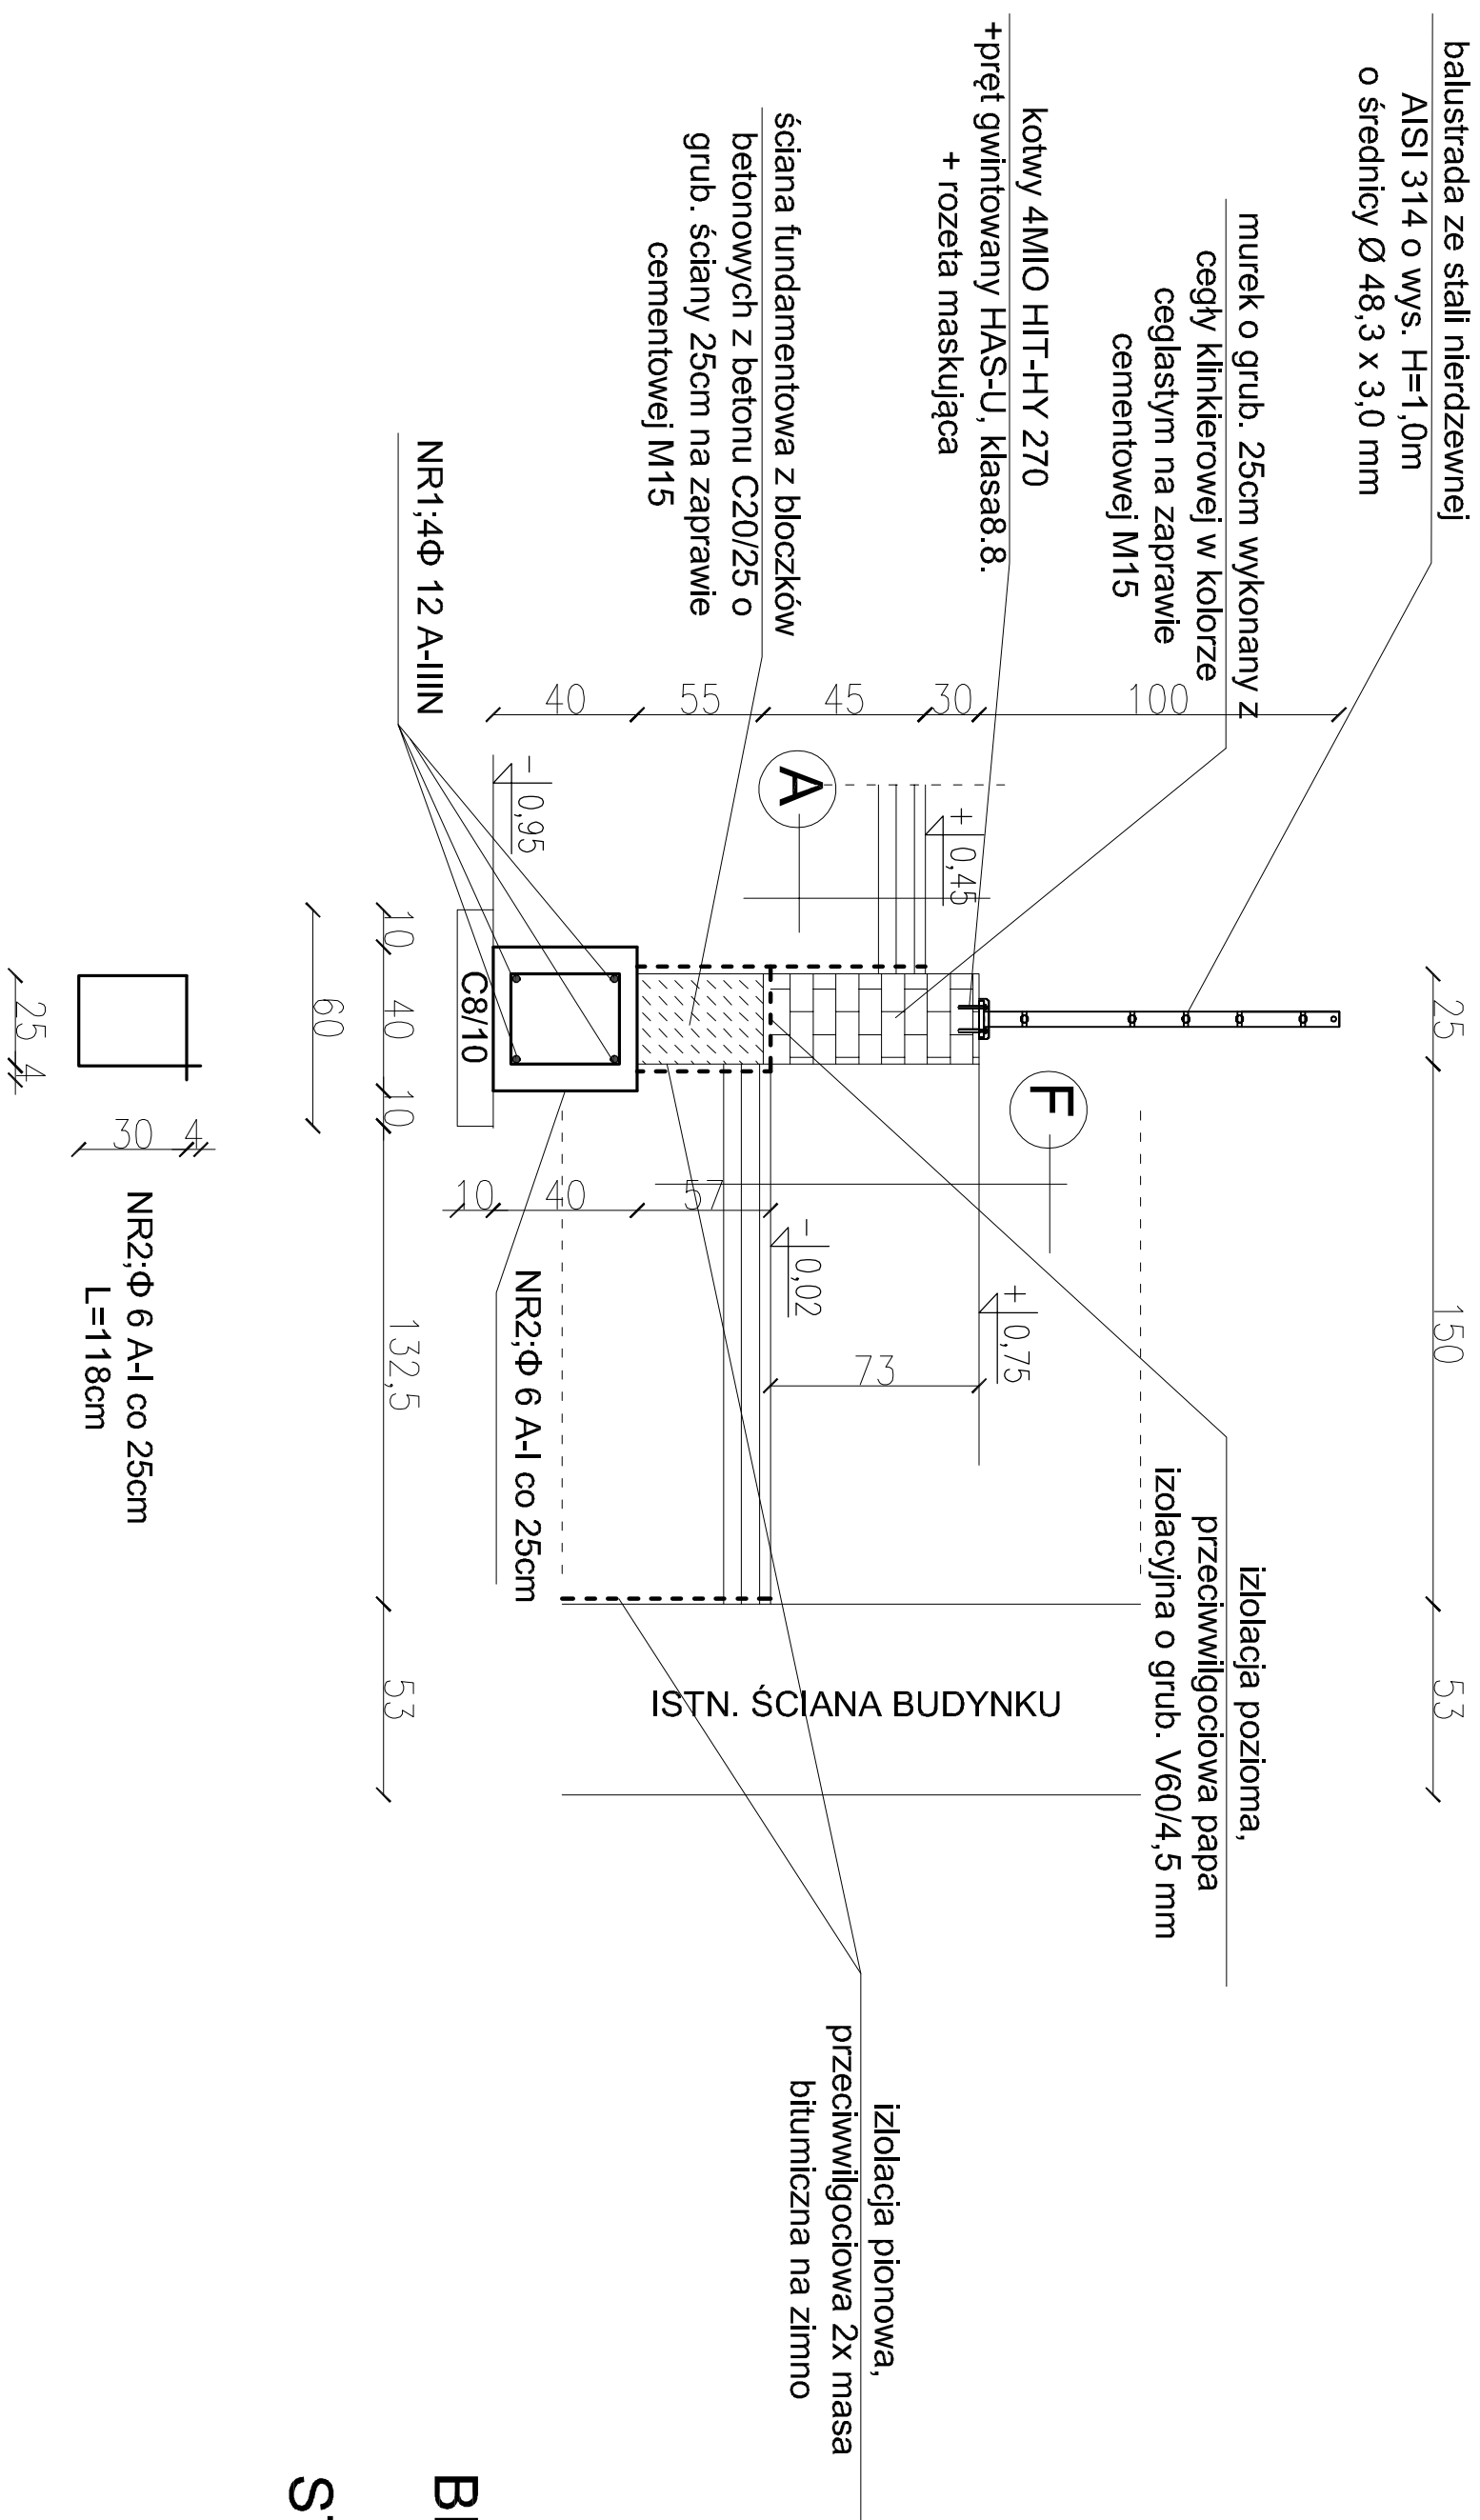 balustrada ze stali nierdzewnej
AISI 314 o wys. H=1,0m
o średnicy Ø 48,3 x 3,0 mm
murek o grub. 25cm wykonany z
cegły klinkierowej w kolorze
ceglastym na zaprawie
cementowej M15
kotwy 4MIO HIT-HY 270
+pręt gwintowany HAS-U, klasa8.8.
+ rozeta maskująca
ściana fundamentowa z bloczków
betonowych z betonu C20/25 o
grub. ściany 25cm na zaprawie
cementowej M15
NR1;4Φ 12 A-IIIN
40
55
45
30
100
A
F
- 0,95
+ 0,45
- 0,02
+ 0,75
73
25
150
53
izlolacja pozioma,
przeciwwilgociowa papa
izolacyjna o grub. V60/4,5 mm
ISTN. ŚCIANA BUDYNKU
izlolacja pionowa,
przeciwwilgociowa 2x masa
bitumiczna na zimno
C8/10
10
40
57
NR2;Φ 6 A-I co 25cm
10
40
10
132,5
53
60
25
4
30
4
NR2;Φ 6 A-I co 25cm
L=118cm